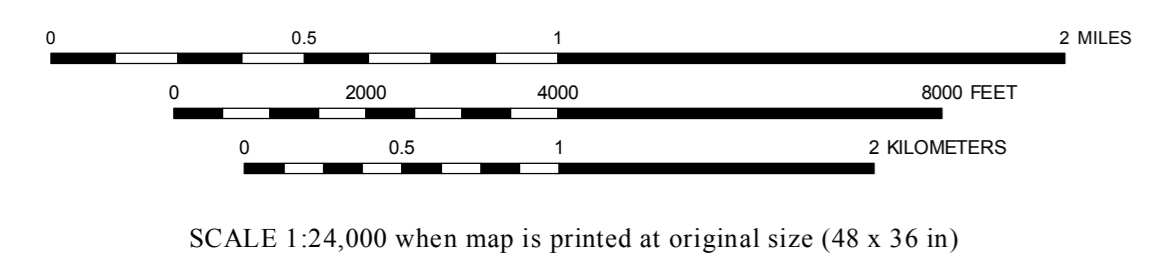 0 0.5 1 2 MILES
0 2000 4000 8000 FEET
0 0.5 1 2 KILOMETERS
SCALE 1:24,000 when map is printed at original size (48 x 36 in)